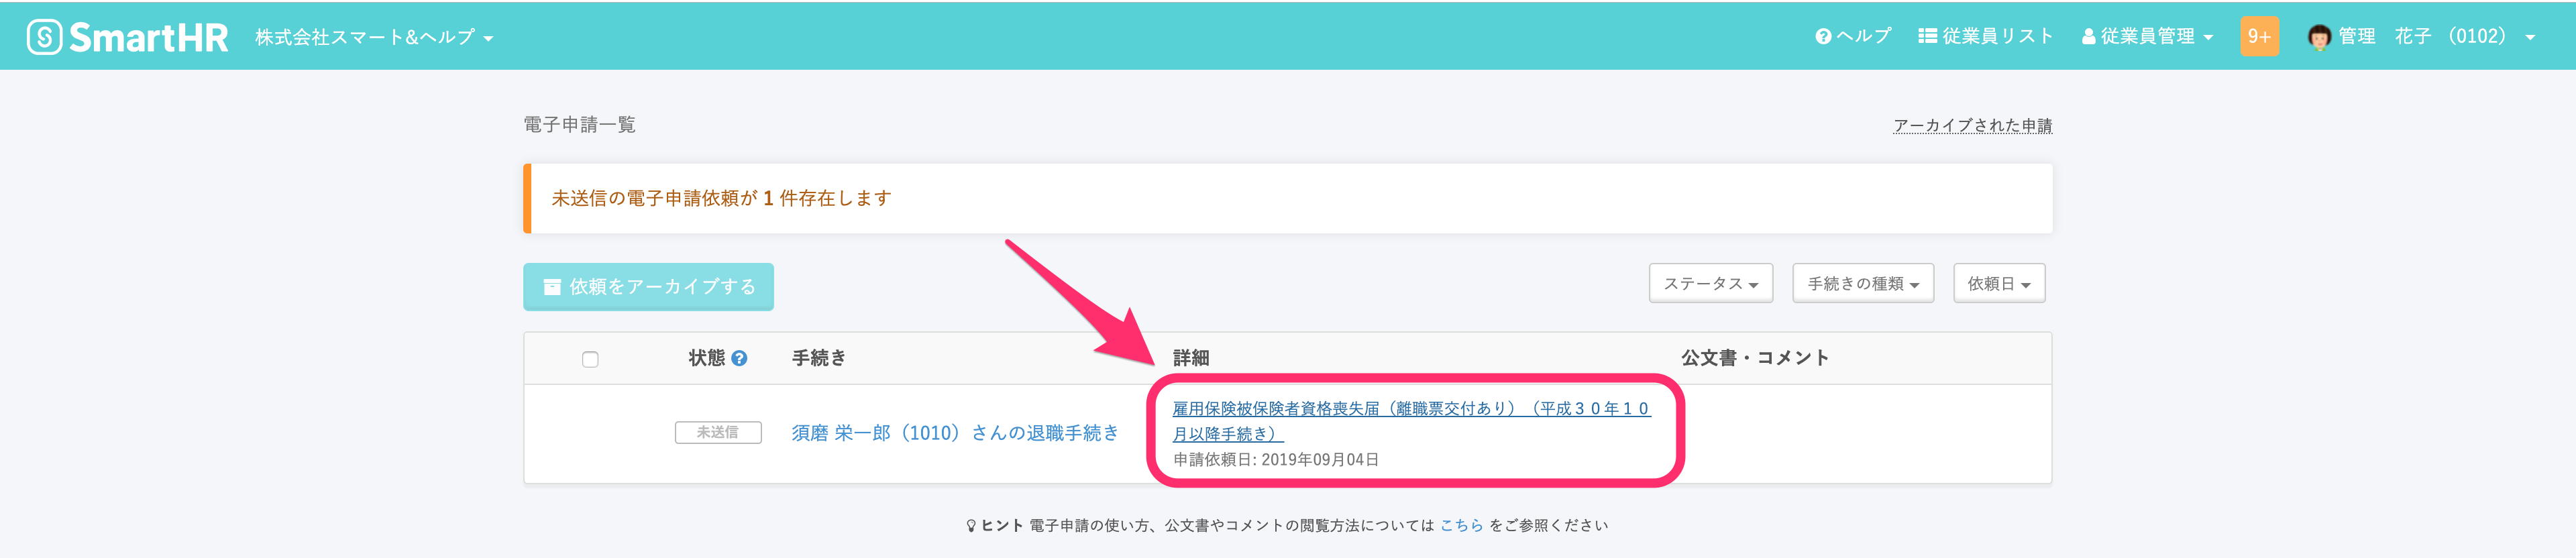 SmartHR 株式会社スマート&ヘルプ ヘルプ 従業員リスト 従業員管理 9+ 管理 花子 (0102)
電子申請一覧 アーカイブされた申請
未送信の電子申請依頼が 1 件存在します
依頼をアーカイブする ステータス 手続きの種類 依頼日
状態 手続き 詳細 公文書・コメント
未送信 須磨 栄一郎（1010）さんの退職手続き
雇用保険被保険者資格喪失届（離職票交付あり）（平成３０年１０
月以降手続き）
申請依頼日: 2019年09月04日
ヒント 電子申請の使い方、公文書やコメントの閲覧方法については こちら をご参照ください